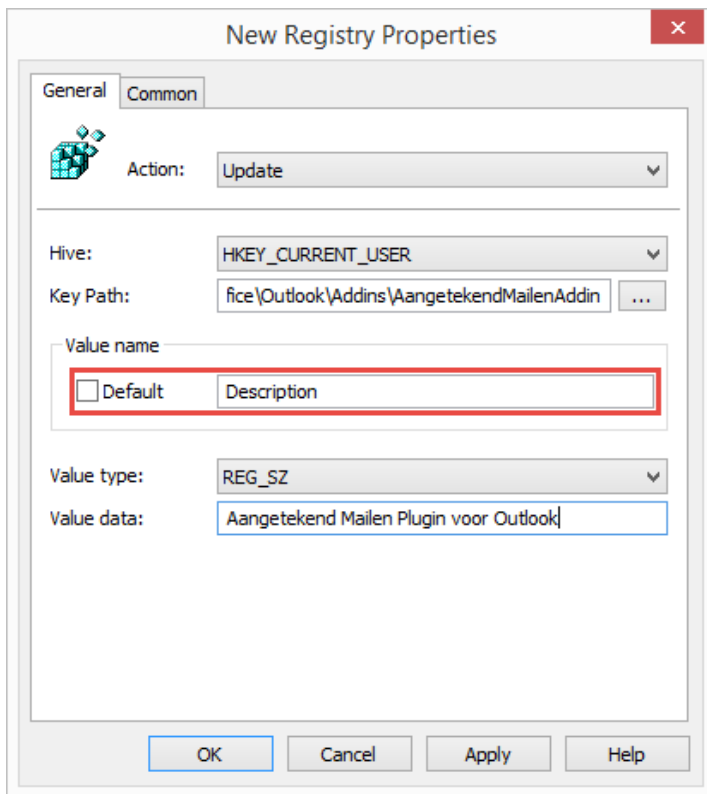 New Registry Properties
General Common
Action: Update
Hive: HKEY_CURRENT_USER
Key Path: fice\Outlook\Addins\AangetekendMailenAddin ...
Value name
Default Description
Value type: REG_SZ
Value data: Aangetekend Mailen Plugin voor Outlook
OK Cancel Apply Help